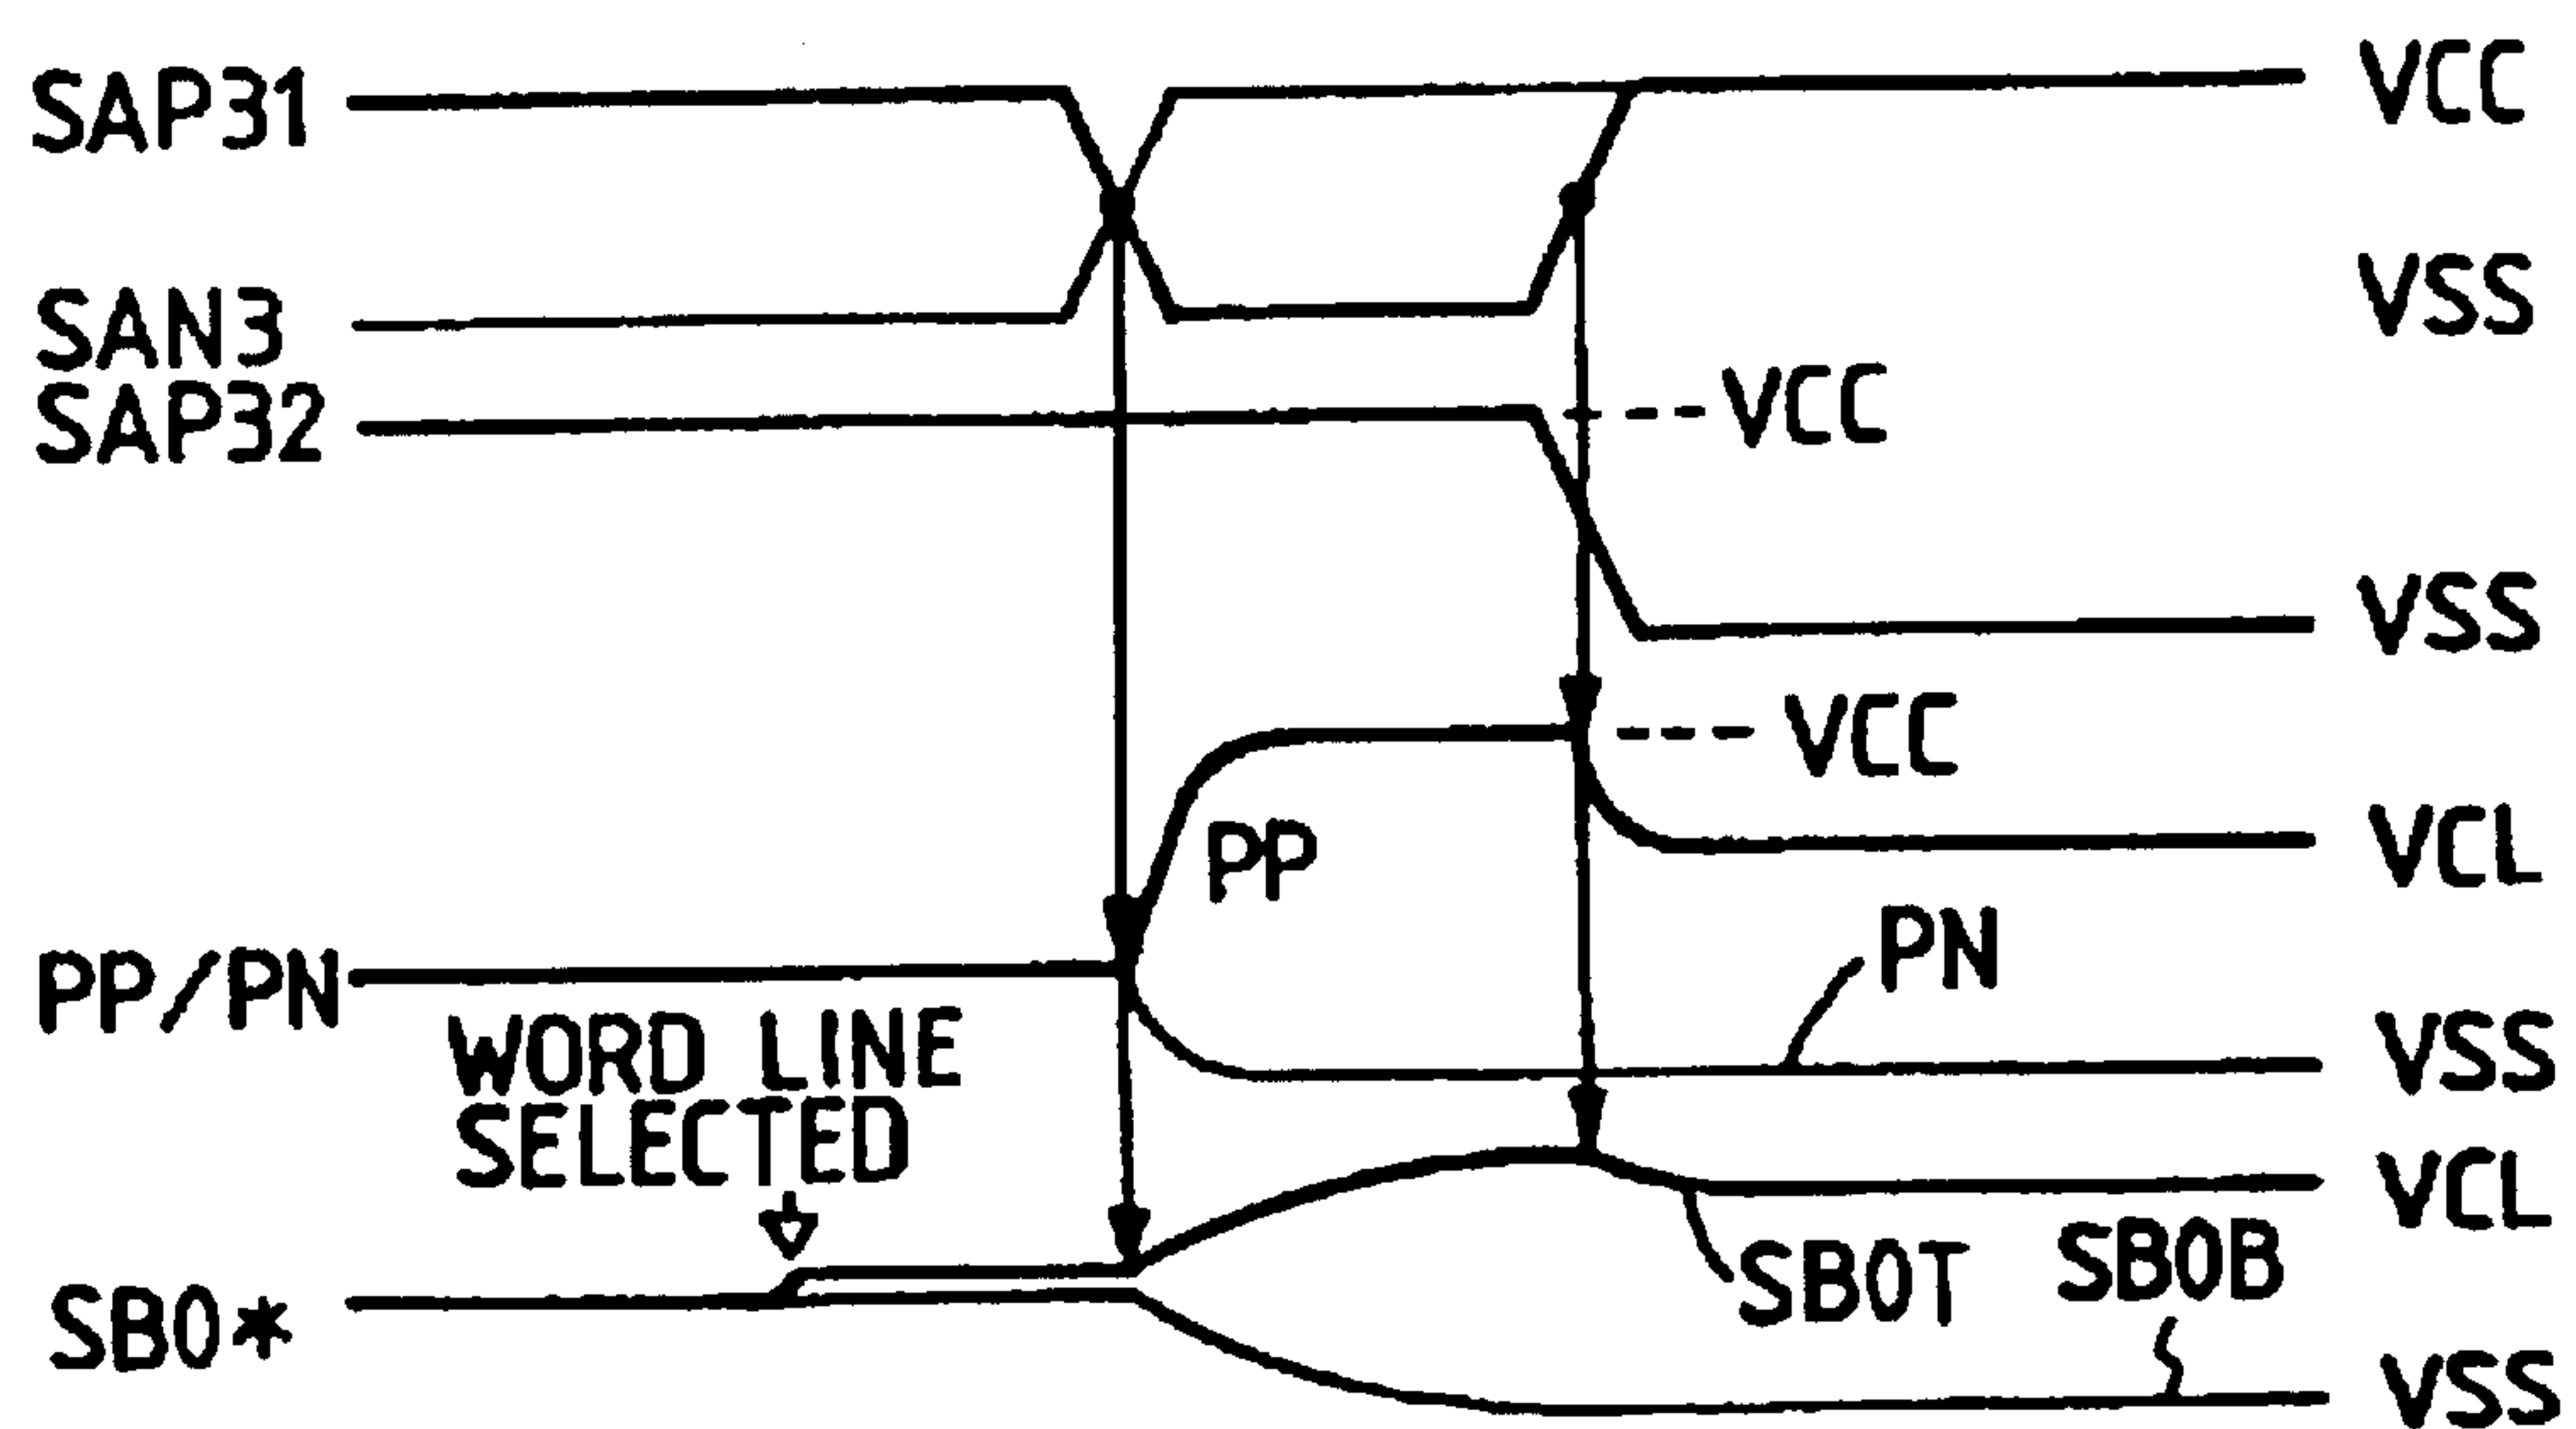 SAP31
VCC
VSS
SAN3
SAP32
VCC
VSS
VCC
PP
VCL
PN
PP/PN
WORD LINE
SELECTED
VSS
VCL
SB0T
SB0B
SB0*
VSS